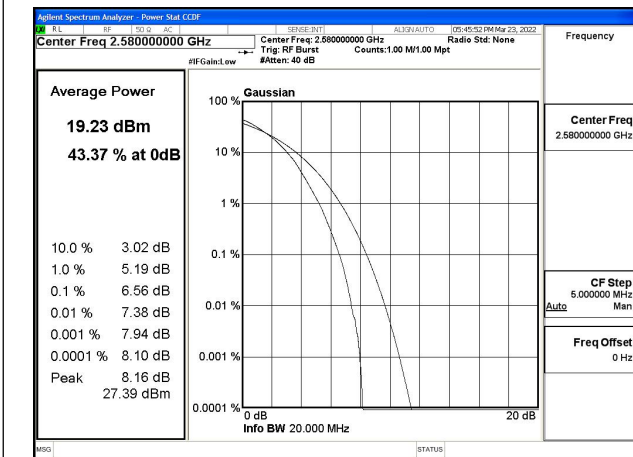 Agilent Spectrum Analyzer - Power Stat CCDF
RL RF 50 Ω AC SENSE:INT ALIGN AUTO 05:45:52 PM Mar 23, 2022
Center Freq 2.580000000 GHz
Center Freq: 2.580000000 GHz Radio Std: None
Trig: RF Burst Counts:1.00 M/1.00 Mpt
#IFGain:Low #Atten: 40 dB
Frequency
Average Power
19.23 dBm
43.37 % at 0dB
10.0 % 3.02 dB
1.0 % 5.19 dB
0.1 % 6.56 dB
0.01 % 7.38 dB
0.001 % 7.94 dB
0.0001 % 8.10 dB
Peak 8.16 dB
27.39 dBm
Gaussian
100 %
10 %
1 %
0.1 %
0.01 %
0.001 %
0.0001 %
0 dB 20 dB
Info BW 20.000 MHz
Center Freq
2.580000000 GHz
CF Step
5.000000 MHz
Auto Man
Freq Offset
0 Hz
MSG STATUS